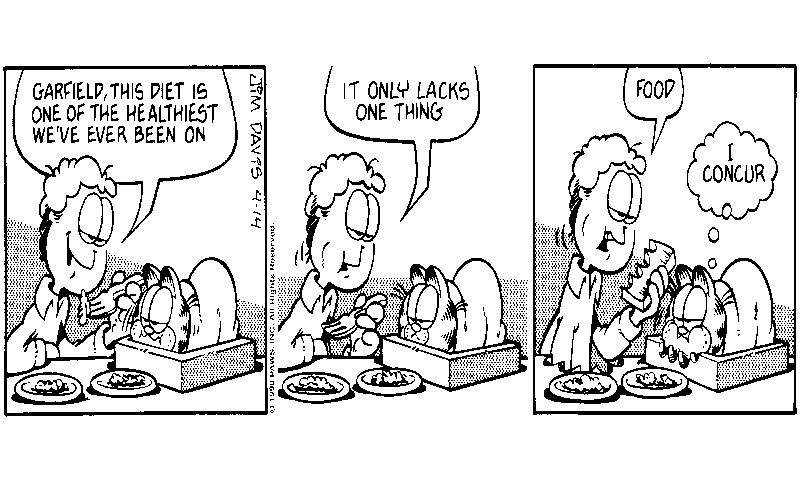 GARFIELD, THIS DIET IS
ONE OF THE HEALTHIEST
WE'VE EVER BEEN ON
JIM DAVIS 4-14
IT ONLY LACKS
ONE THING
FOOD
I
CONCUR